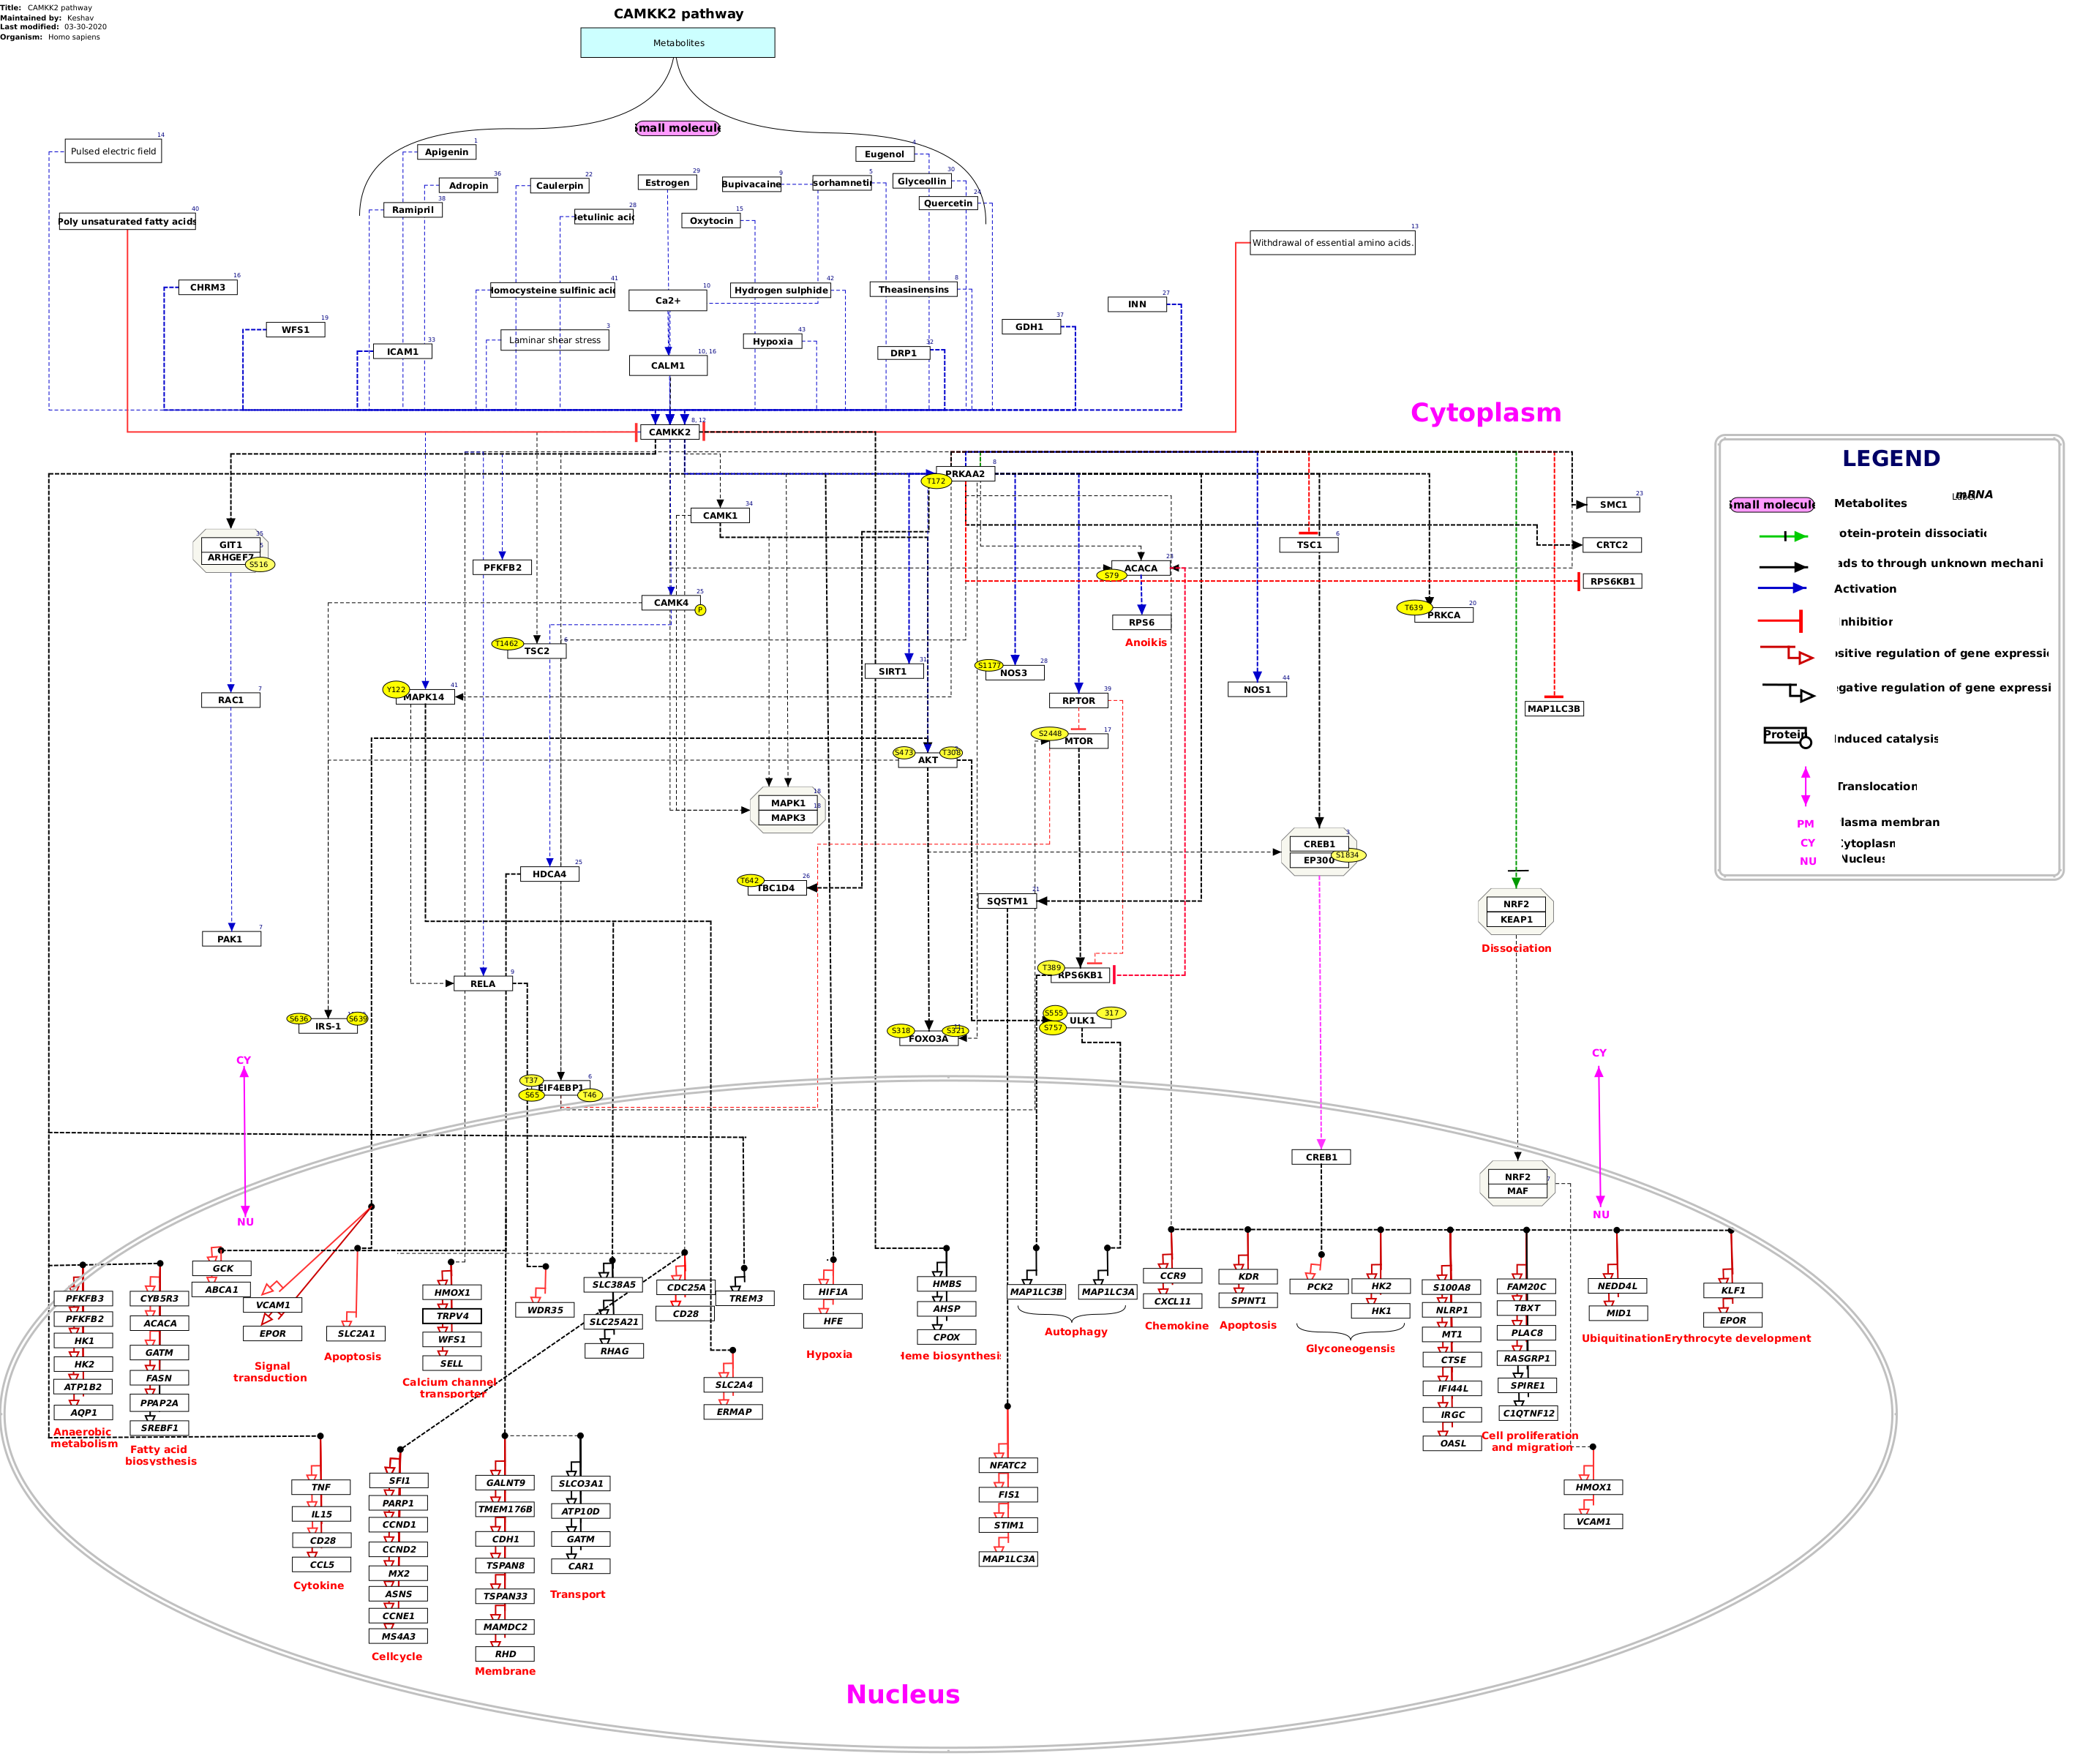 Title: CAMKK2 pathway
Maintained by: Keshav
Last modified: 03-30-2020
Organism: Homo sapiens
CAMKK2 pathway
Metabolites
Small molecule
Pulsed electric field 14
Apigenin 1
Eugenol 4
Adropin 36
Caulerpin 22
Estrogen 29
Bupivacaine 9
sorhamnetin 5
Glyceollin 30
Quercetin 24
Ramipril 38
etulinic acid 28
Oxytocin 15
Poly unsaturated fatty acids 40
Withdrawal of essential amino acids. 13
CHRM3 16
Homocysteine sulfinic acid 41
Ca2+ 10
Hydrogen sulphide 42
Theasinensins 8
INN 27
WFS1 19
GDH1 37
Laminar shear stress 3
Hypoxia 43
ICAM1 33
CALM1 10, 16
DRP1 32
Cytoplasm
CAMKK2 8, 12
PRKAA2 8
T172
CAMK1 34
SMC1 23
GIT1 35
ARHGEF7
S516
TSC1 6
CRTC2
PFKFB2
ACACA 23
S79
RPS6KB1
CAMK4 25
P
RPS6
Anoikis
T639
PRKCA 20
T1462
TSC2 6
SIRT1 31
S1177
NOS3 28
NOS1 44
RAC1 7
Y122
MAPK14 41
RPTOR 39
MAP1LC3B
S2448
MTOR 17
S473
T308
AKT
MAPK1 18
MAPK3 18
CREB1 3
EP300
S1834
HDCA4 25
T642
TBC1D4 26
SQSTM1 21
NRF2
KEAP1
Dissociation
PAK1 7
RELA 9
T389
RPS6KB1
S636
S639
IRS-1
S318
S321
FOXO3A 11
S555
317
S757
ULK1
CY
NU
T37
EIF4EBP1 6
S65
T46
CY
NU
CREB1
NRF2
MAF 7
LEGEND
Small molecule
Metabolites
Label
mRNA
otein-protein dissociatio
ads to through unknown mechani
Activation
nhibition
ositive regulation of gene expressio
egative regulation of gene expressi
Protein
Induced catalysis
Translocation
PM
lasma membran
CY
Cytoplasm
NU
Nucleus
PFKFB3
PFKFB2
HK1
HK2
ATP1B2
AQP1
Anaerobic
metabolism
CYB5R3
ACACA
GATM
FASN
PPAP2A
SREBF1
Fatty acid
biosysthesis
GCK
ABCA1
VCAM1
EPOR
Signal
transduction
SLC2A1
Apoptosis
HMOX1
TRPV4
WFS1
SELL
Calcium channel
transporter
WDR35
SLC38A5
SLC25A21
RHAG
CDC25A
CD28
TREM3
SLC2A4
ERMAP
HIF1A
HFE
Hypoxia
HMBS
AHSP
CPOX
Heme biosynthesis
MAP1LC3B
MAP1LC3A
Autophagy
CCR9
CXCL11
Chemokine
KDR
SPINT1
Apoptosis
PCK2
HK2
HK1
Glyconeogensis
S100A8
NLRP1
MT1
CTSE
IFI44L
IRGC
OASL
FAM20C
TBXT
PLAC8
RASGRP1
SPIRE1
C1QTNF12
Cell proliferation
and migration
NEDD4L
MID1
Ubiquitination
KLF1
EPOR
Erythrocyte development
TNF
IL15
CD28
CCL5
Cytokine
SFI1
PARP1
CCND1
CCND2
MX2
ASNS
CCNE1
MS4A3
Cellcycle
GALNT9
TMEM176B
CDH1
TSPAN8
TSPAN33
MAMDC2
RHD
Membrane
SLCO3A1
ATP10D
GATM
CAR1
Transport
NFATC2
FIS1
STIM1
MAP1LC3A
HMOX1
VCAM1
Nucleus